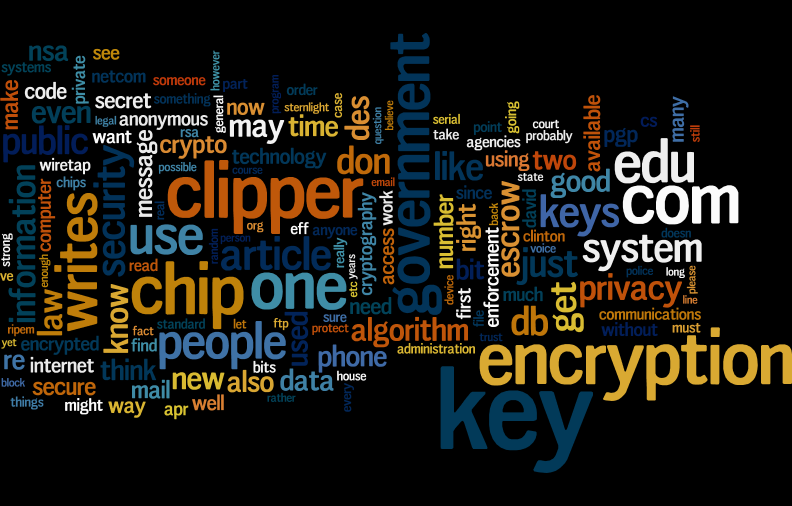 nsa
see
systems
private
netcom
someone
however
part
make
code
secret
something
program
order
even
legal
anonymous
general
now
sternlight
case
des
public
want
message
rsa
crypto
may
time
question
believe
government
wiretap
security
possible
technology
course
don
chips
information
computer
writes
real
clipper
email
org
eff
anyone
cryptography
work
access
strong
enough
law
use
random
person
article
really
ve
read
chip
one
etc
years
need
know
ripem
fact
standard
let
ftp
sure
protect
algorithm
yet
encrypted
find
people
used
phone
administration
re
internet
think
bits
house
block
secure
mail
new
also
data
every
things
might
way
apr
well
rather
serial
going
court
available
cs
many
still
take
point
agencies
probably
pgp
like
using
two
edu
state
good
com
since
escrow
back
david
keys
number
right
clinton
voice
system
doesn
bit
enforcement
just
police
long
please
device
first
file
much
db
get
privacy
line
communications
without
must
trust
encryption
key